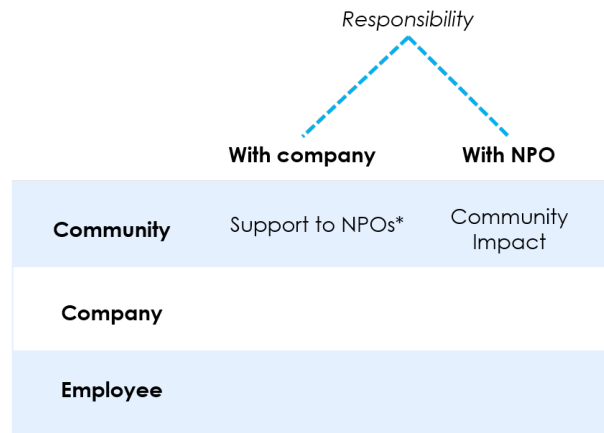 Responsibility
With company
With NPO
Community
Support to NPOs*
Community
Impact
Company
Employee